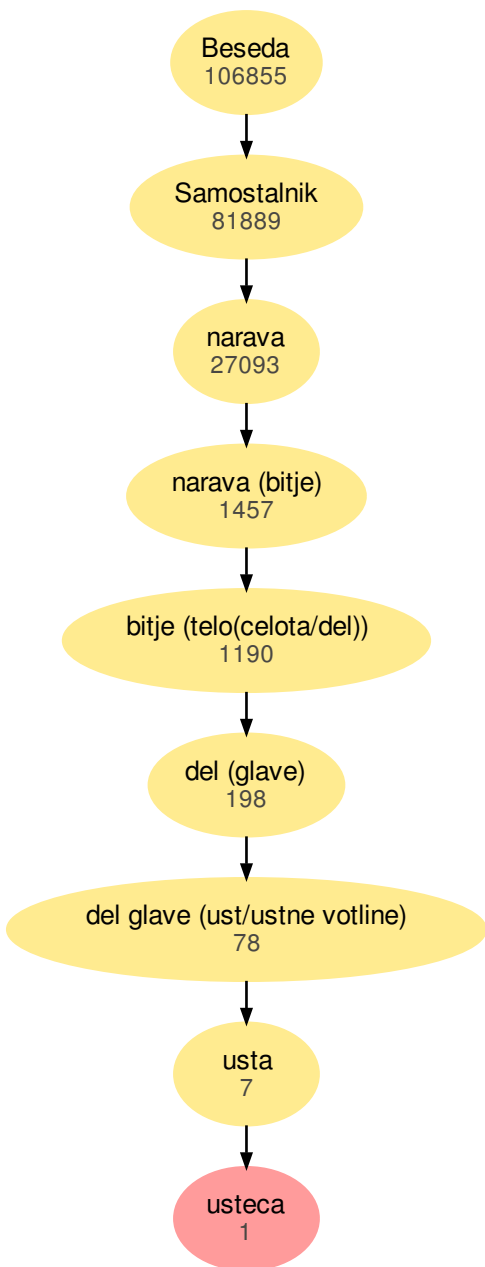 Beseda
106855
Samostalnik
81889
narava
27093
narava (bitje)
1457
bitje (telo(celota/del))
1190
del (glave)
198
del glave (ust/ustne votline)
78
usta
7
usteca
1